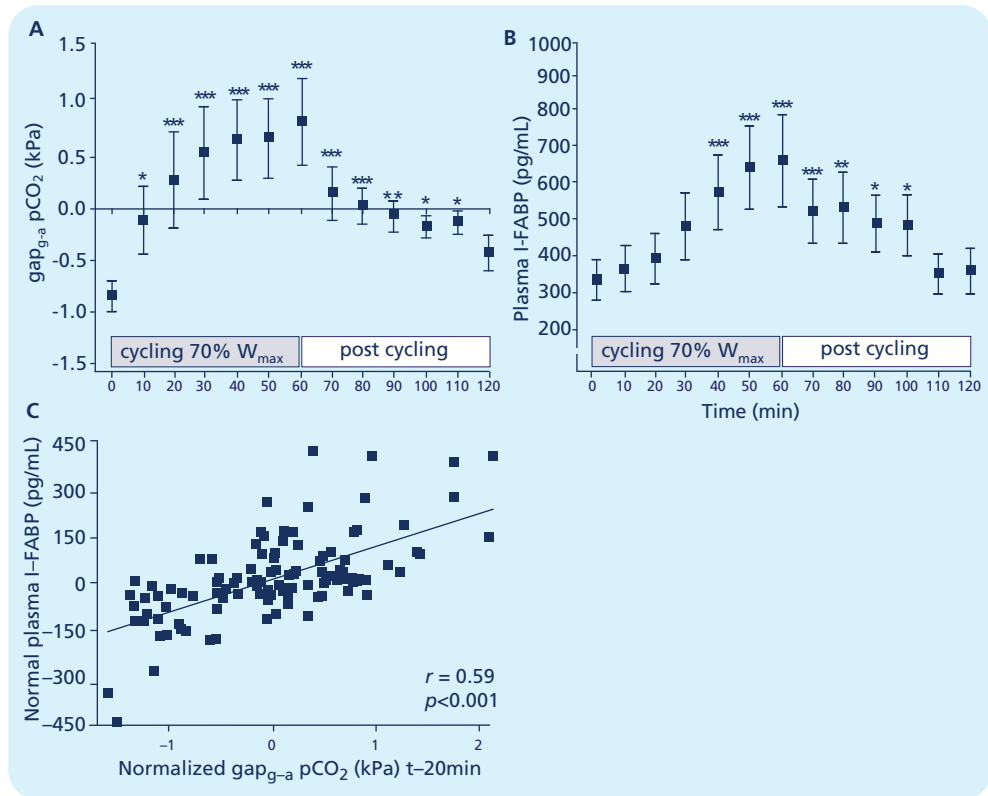 A
1.5
1.0
0.5
0.0
-0.5
-1.0
-1.5
gap g-a pCO2 (kPa)
*
***
***
***
***
***
***
***
**
*
*
cycling 70% Wmax
post cycling
0 10 20 30 40 50 60 70 80 90 100 110 120
B
1000
900
800
700
600
500
400
300
200
Plasma I-FABP (pg/mL)
***
***
***
***
**
*
*
cycling 70% Wmax
post cycling
0 10 20 30 40 50 60 70 80 90 100 110 120
Time (min)
C
450
300
150
0
−150
−300
−450
Normal plasma I–FABP (pg/mL)
r = 0.59
p<0.001
−1 0 1 2
Normalized gap g–a pCO2 (kPa) t–20min